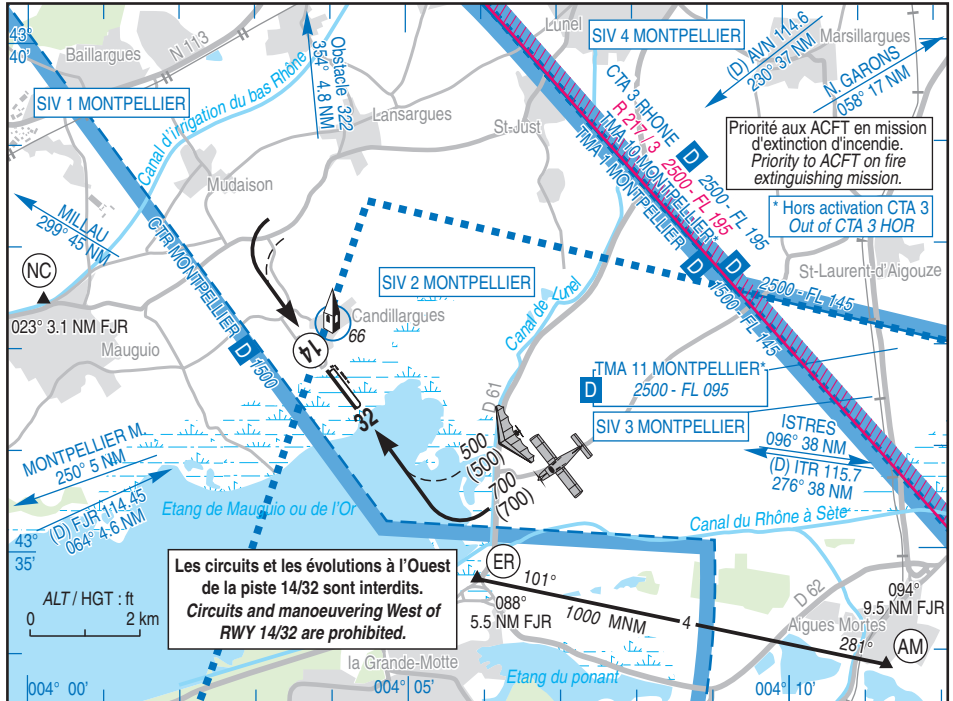 43°
40'
Baillargues
N 113
Obstacle 322
354° 4.8 NM
Lunel
SIV 4 MONTPELLIER
(D) AVN 114.6
230° 37 NM
Marsillargues
N. GARONS
058° 17 NM
SIV 1 MONTPELLIER
Canal d'irrigation du bas Rhône
Lansargues
St-Just
CTA 3 RHONE D 2500 - FL 195
R 217 / 3 2500 - FL 195
TMA 10 MONTPELLIER* D 2500 - FL 145
TMA 1 MONTPELLIER D 1500 - FL 145
Priorité aux ACFT en mission
d'extinction d'incendie.
Priority to ACFT on fire
extinguishing mission.
* Hors activation CTA 3
Out of CTA 3 HOR
Mudaison
MILLAU
299° 45 NM
CTR MONTPELLIER D 1500
NC
023° 3.1 NM FJR
Mauguio
SIV 2 MONTPELLIER
Candillargues
66
14
32
Canal de Lunel
D 61
St-Laurent-d'Aigouze
TMA 11 MONTPELLIER*
D 2500 - FL 095
SIV 3 MONTPELLIER
ISTRES
096° 38 NM
(D) ITR 115.7
276° 38 NM
500
(500)
700
(700)
MONTPELLIER M.
250° 5 NM
(D) FJR 114.45
064° 4.6 NM
Etang de Mauguio ou de l'Or
Canal du Rhône à Sète
43°
35'
Les circuits et les évolutions à l'Ouest
de la piste 14/32 sont interdits.
Circuits and manoeuvering West of
RWY 14/32 are prohibited.
ALT / HGT : ft
0 2 km
ER
088°
5.5 NM FJR
101°
1000 MNM
4
281°
D 62
Aigues Mortes
094°
9.5 NM FJR
AM
la Grande-Motte
Etang du ponant
004° 00'
004° 05'
004° 10'